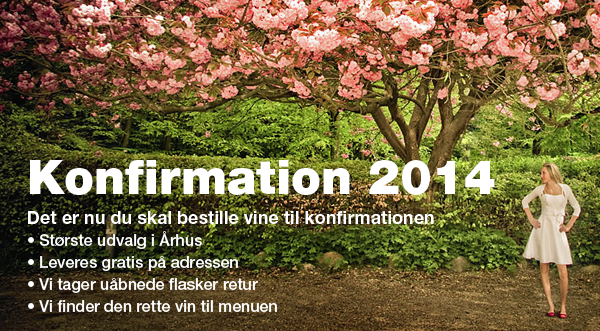 Konfirmation 2014
Det er nu du skal bestille vine til konfirmationen
• Største udvalg i Århus
• Leveres gratis på adressen
• Vi tager uåbnede flasker retur
• Vi finder den rette vin til menuen